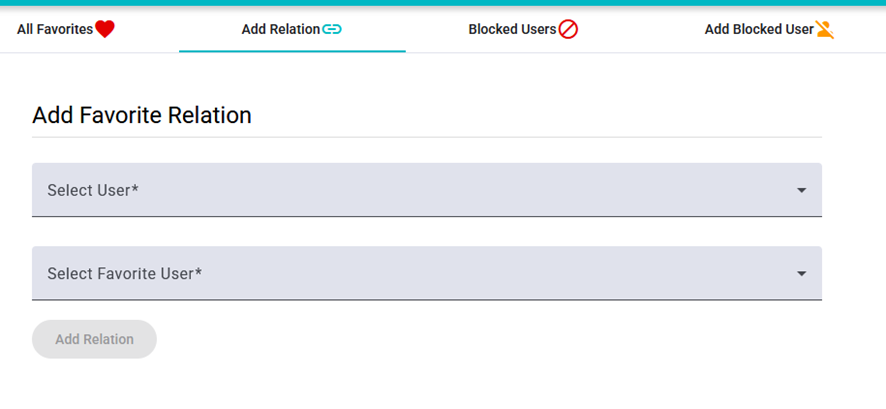 All Favorites Add Relation Blocked Users Add Blocked User
Add Favorite Relation
Select User*
Select Favorite User*
Add Relation